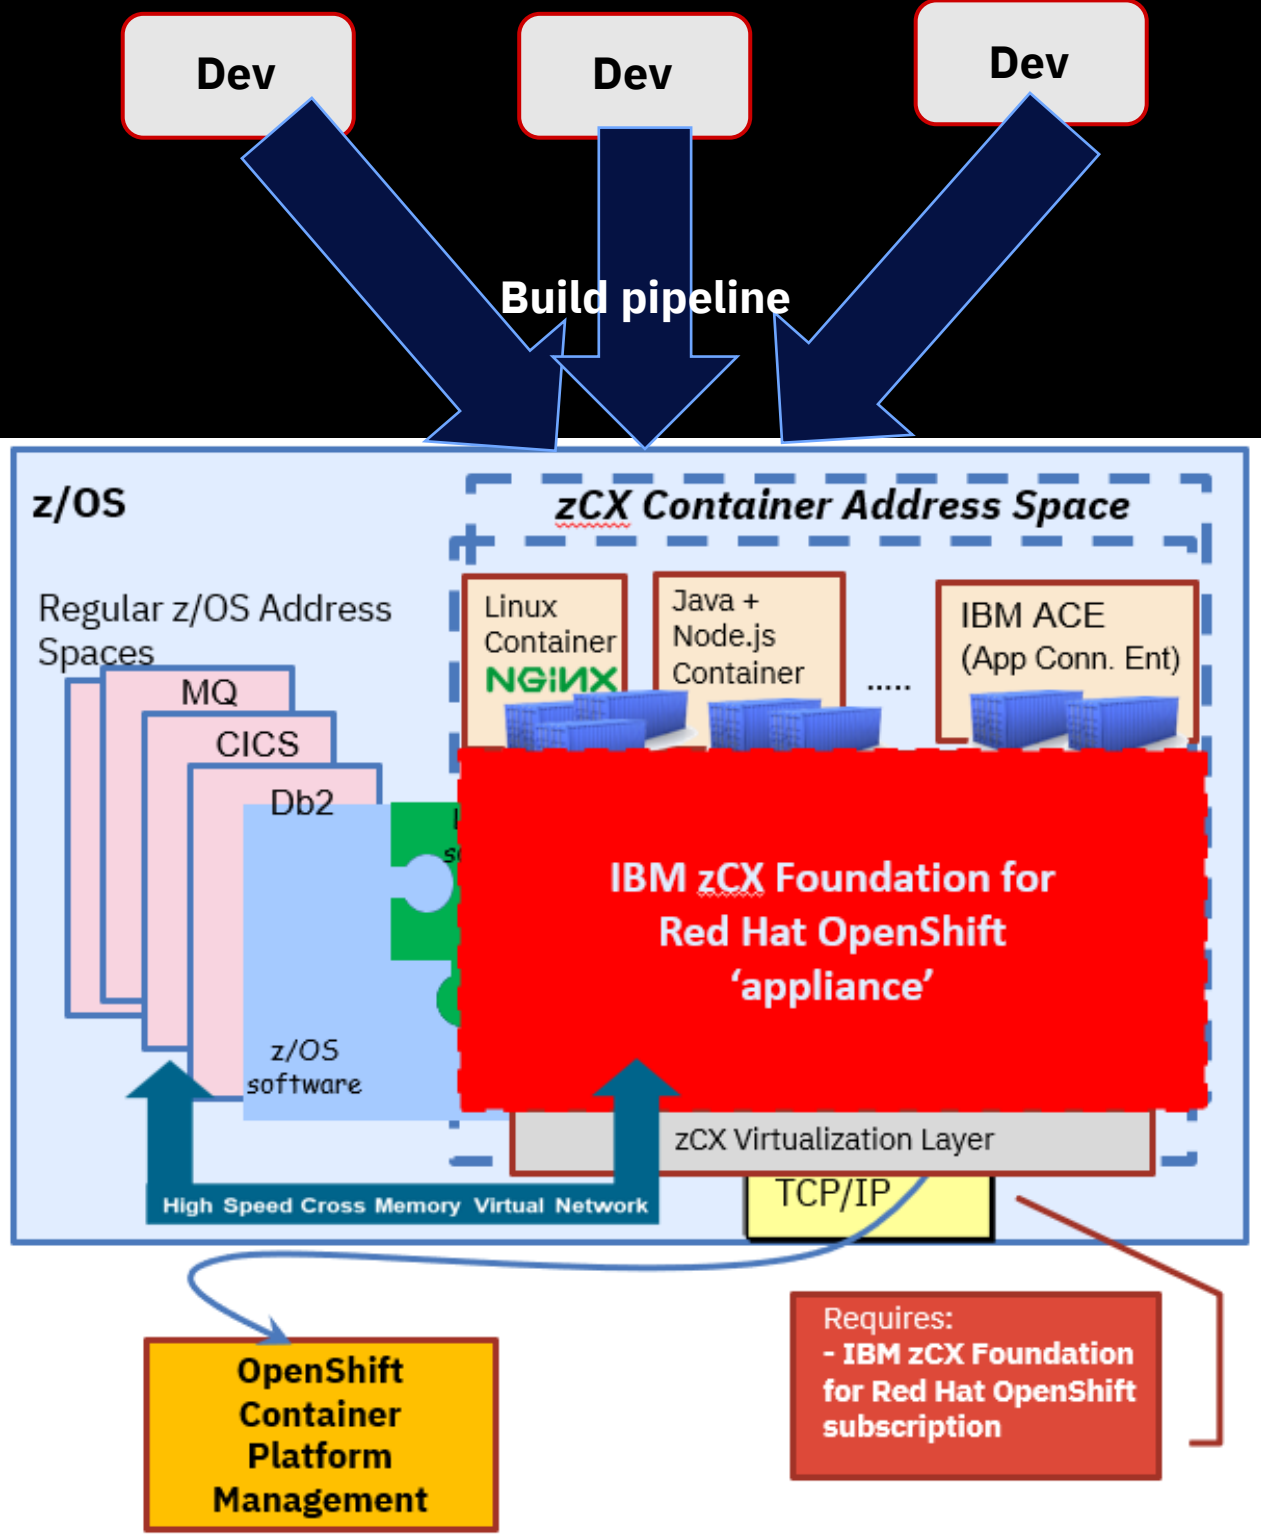 Dev
Dev
Dev
Build pipeline
z/OS
zCX Container Address Space
Regular z/OS Address
Spaces
MQ
CICS
Db2
z/OS
software
Linux
Container
NGINX
Java +
Node.js
Container
.....
IBM ACE
(App Conn. Ent)
IBM zCX Foundation for
Red Hat OpenShift
‘appliance’
zCX Virtualization Layer
High Speed Cross Memory Virtual Network
TCP/IP
OpenShift
Container
Platform
Management
Requires:
- IBM zCX Foundation
for Red Hat OpenShift
subscription